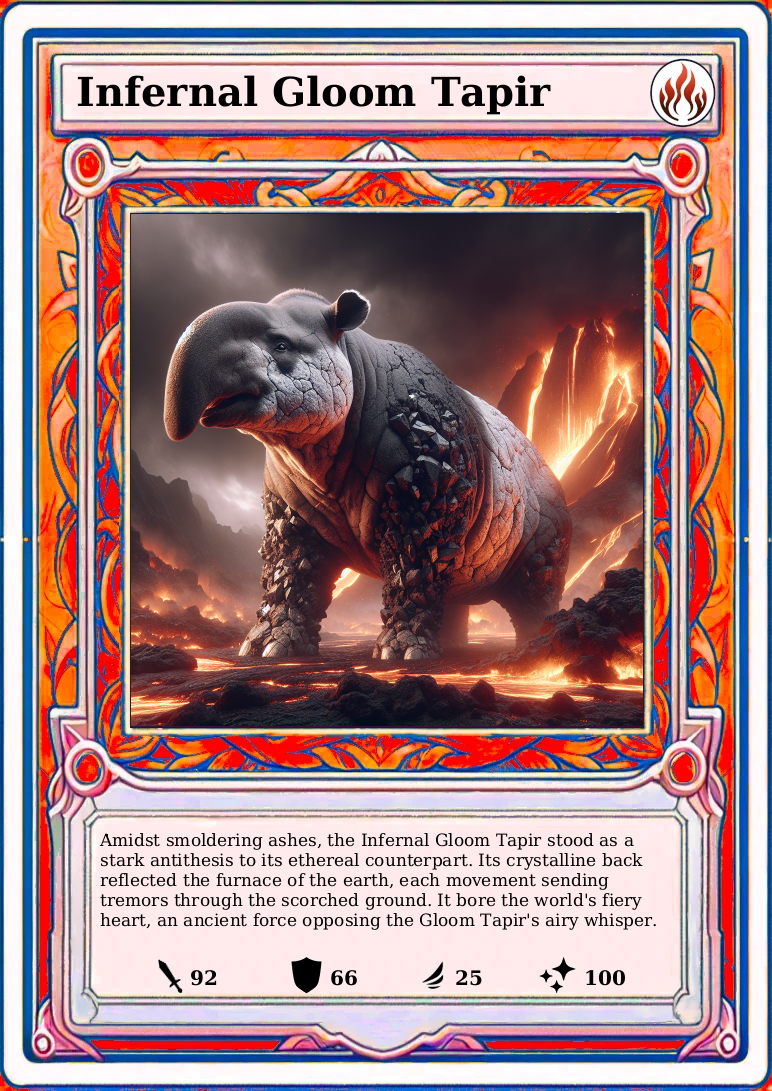 Infernal Gloom Tapir
Amidst smoldering ashes, the Infernal Gloom Tapir stood as a
stark antithesis to its ethereal counterpart. Its crystalline back
reflected the furnace of the earth, each movement sending
tremors through the scorched ground. It bore the world's fiery
heart, an ancient force opposing the Gloom Tapir's airy whisper.
92 66 25 100